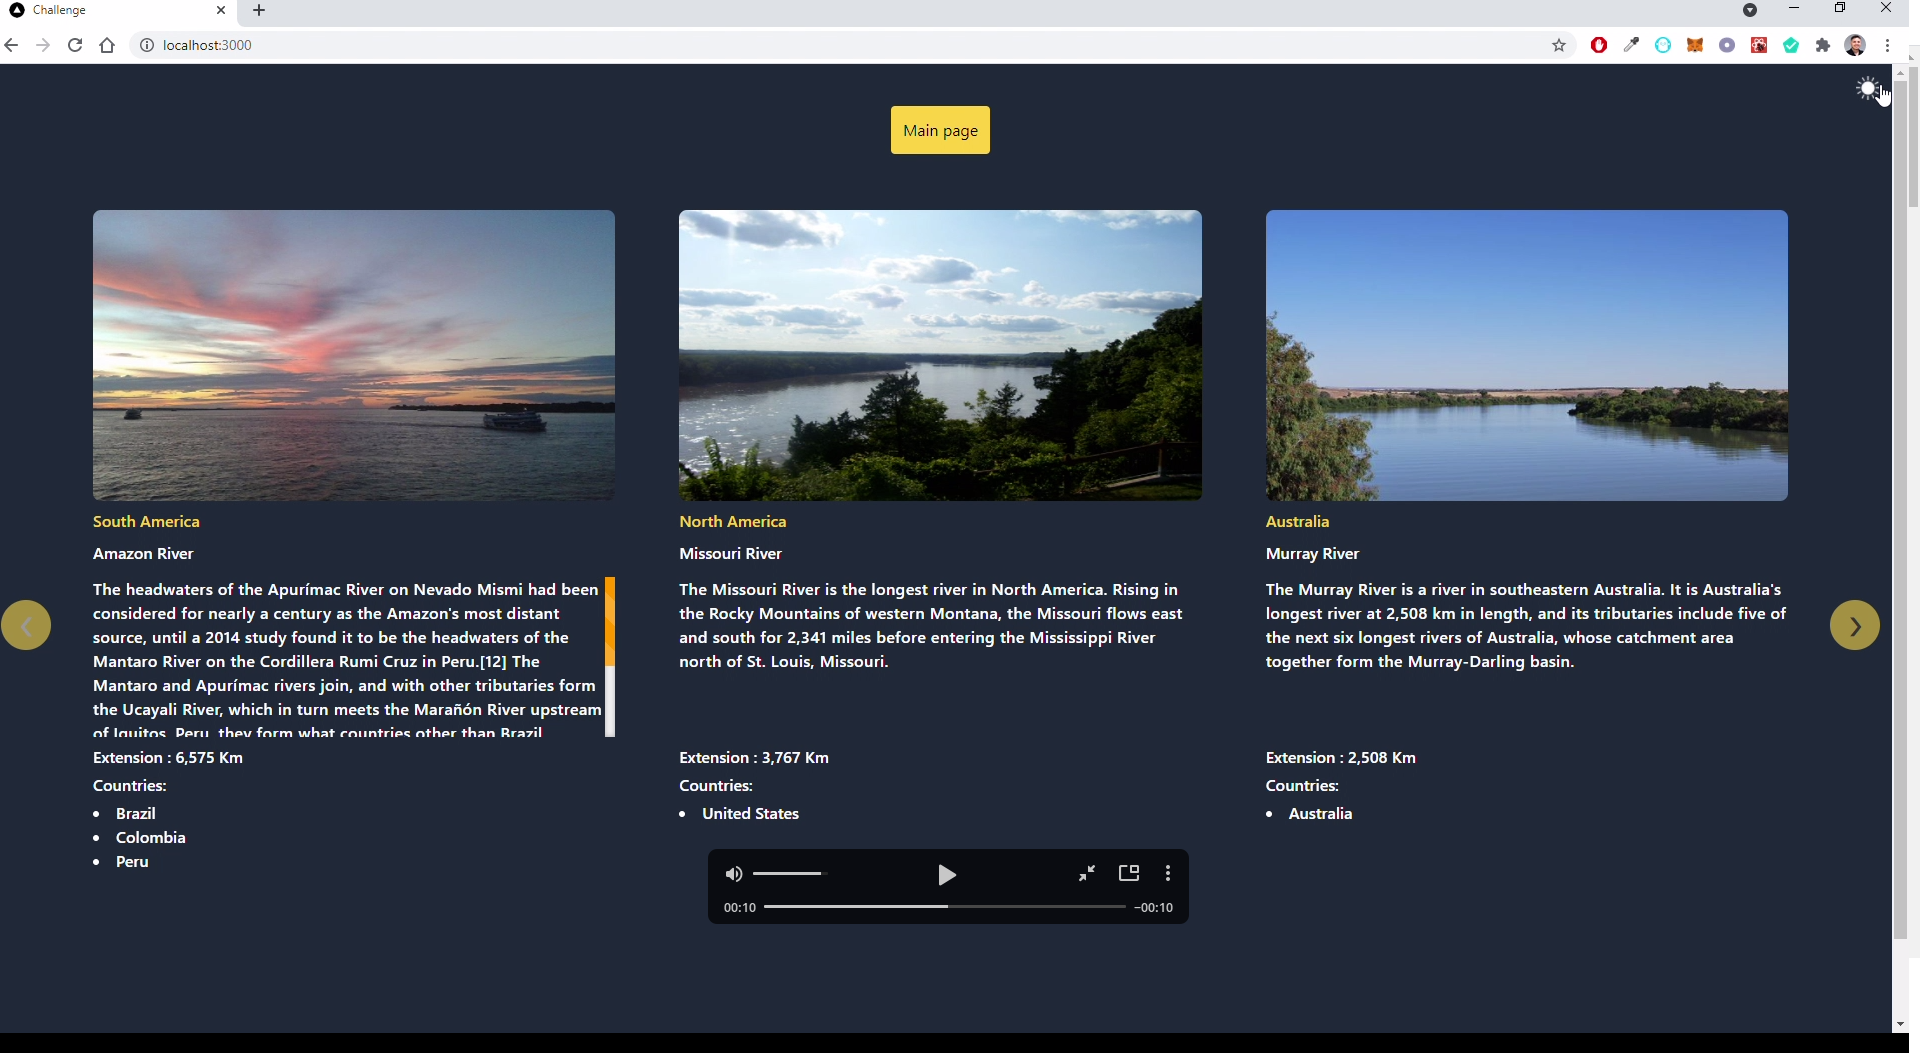 Challenge
localhost:3000
Main page
South America
Amazon River
The headwaters of the Apurímac River on Nevado Mismi had been
considered for nearly a century as the Amazon's most distant
source, until a 2014 study found it to be the headwaters of the
Mantaro River on the Cordillera Rumi Cruz in Peru.[12] The
Mantaro and Apurímac rivers join, and with other tributaries form
the Ucayali River, which in turn meets the Marañón River upstream
of Iquitos, Peru, they form what countries other than Brazil
Extension : 6,575 Km
Countries:
• Brazil
• Colombia
• Peru
North America
Missouri River
The Missouri River is the longest river in North America. Rising in
the Rocky Mountains of western Montana, the Missouri flows east
and south for 2,341 miles before entering the Mississippi River
north of St. Louis, Missouri.
Extension : 3,767 Km
Countries:
• United States
Australia
Murray River
The Murray River is a river in southeastern Australia. It is Australia's
longest river at 2,508 km in length, and its tributaries include five of
the next six longest rivers of Australia, whose catchment area
together form the Murray-Darling basin.
Extension : 2,508 Km
Countries:
• Australia
00:10
-00:10